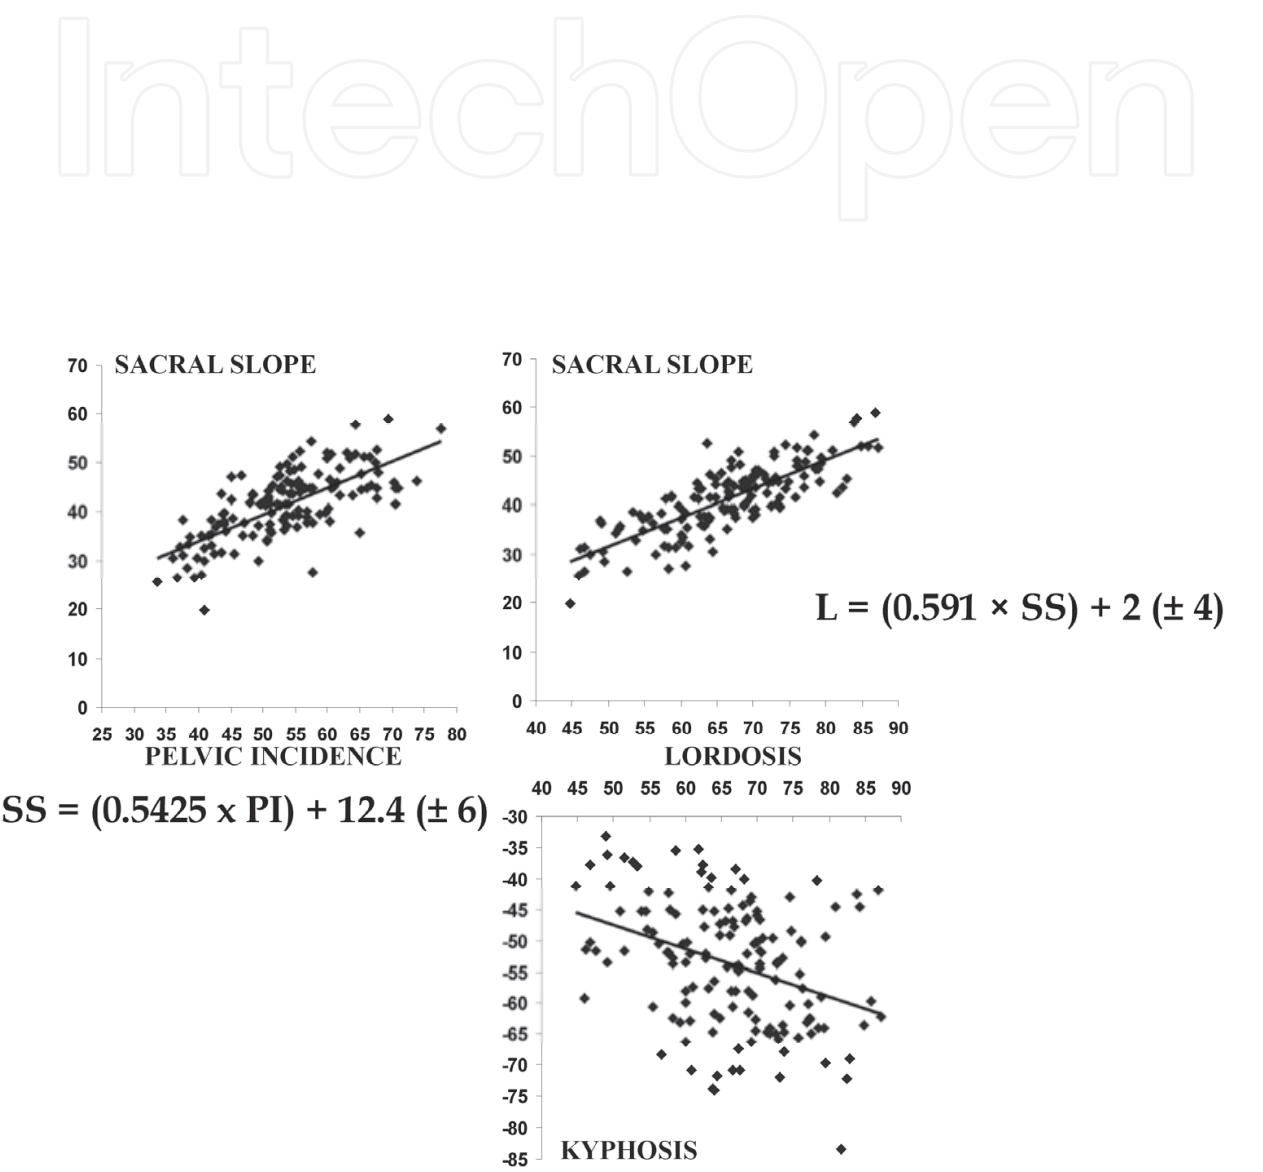 IntechOpen
SACRAL SLOPE
70
60
50
40
30
20
10
0
25 30 35 40 45 50 55 60 65 70 75 80
PELVIC INCIDENCE
SS = (0.5425 x PI) + 12.4 (± 6)
SACRAL SLOPE
70
60
50
40
30
20
10
0
40 45 50 55 60 65 70 75 80 85 90
LORDOSIS
L = (0.591 × SS) + 2 (± 4)
40 45 50 55 60 65 70 75 80 85 90
-30
-35
-40
-45
-50
-55
-60
-65
-70
-75
-80
-85
KYPHOSIS